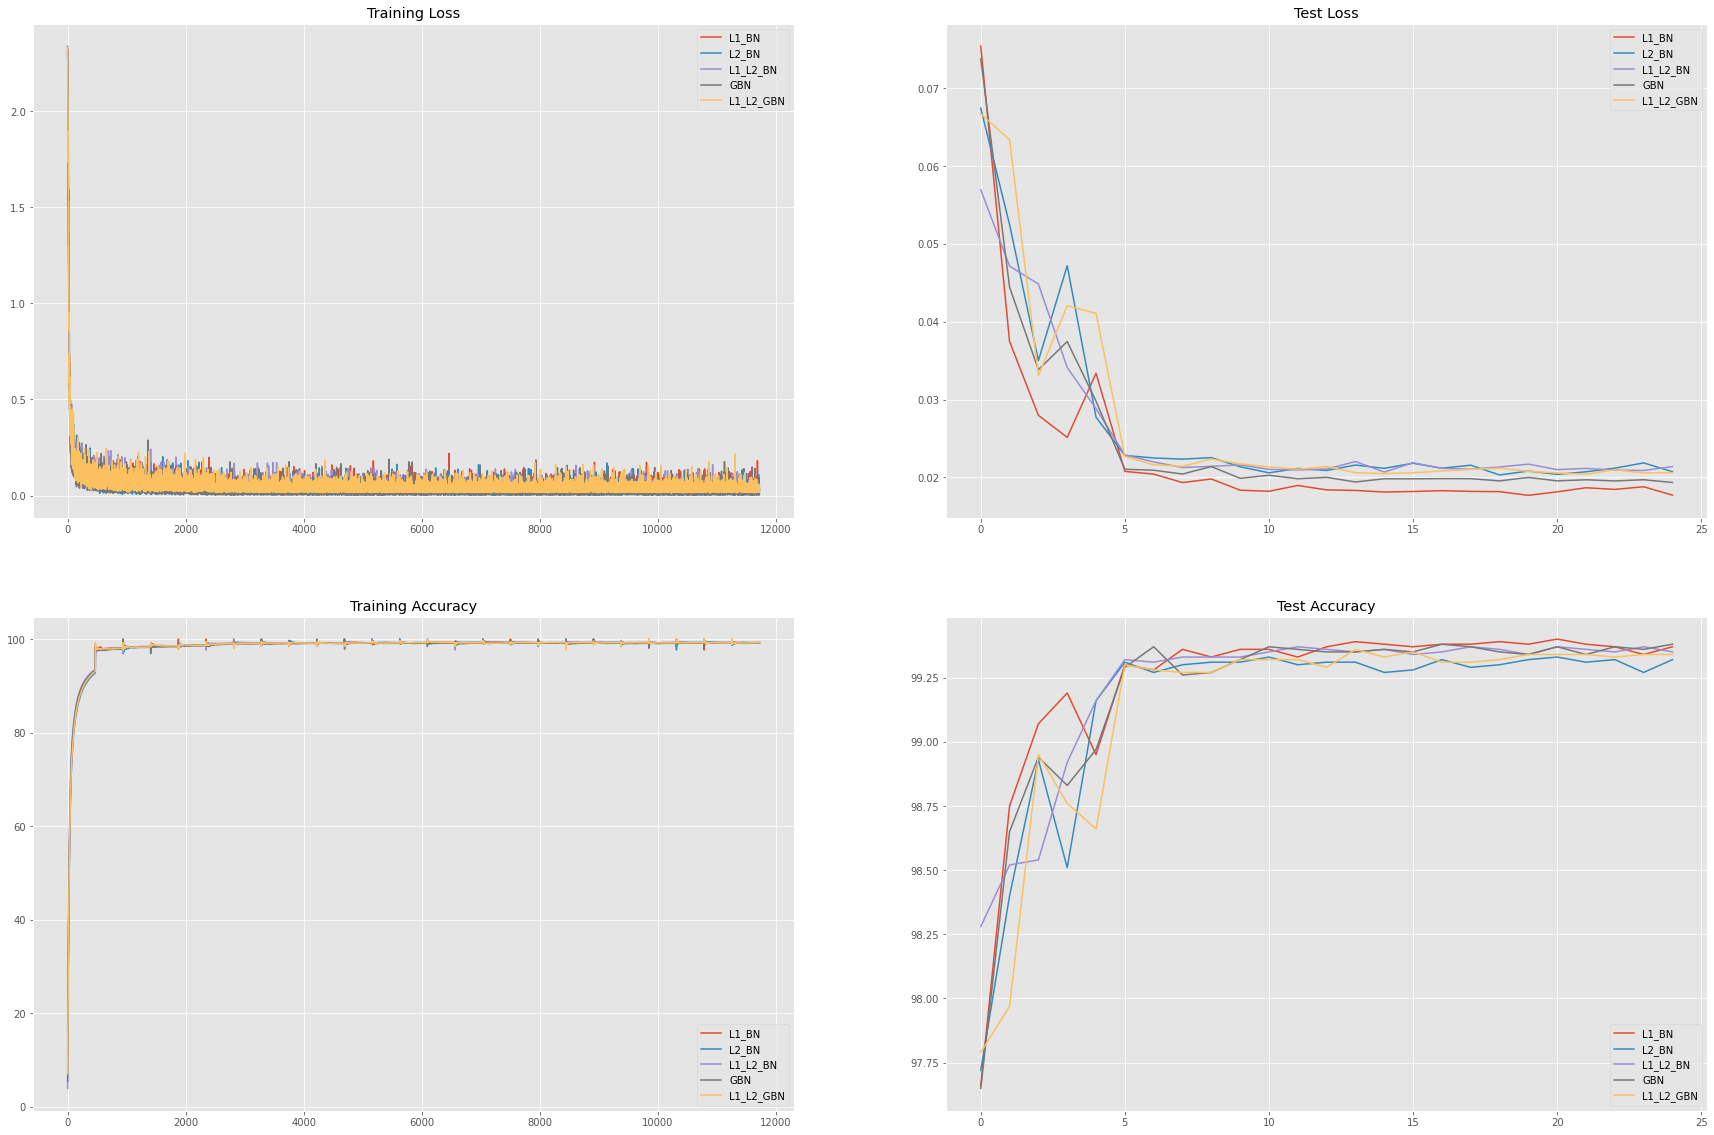 Training Loss
2.0
1.5
1.0
0.5
0.0
0 2000 4000 6000 8000 10000 12000
L1_BN
L2_BN
L1_L2_BN
GBN
L1_L2_GBN
Test Loss
0.07
0.06
0.05
0.04
0.03
0.02
0 5 10 15 20 25
L1_BN
L2_BN
L1_L2_BN
GBN
L1_L2_GBN
Training Accuracy
100
80
60
40
20
0
0 2000 4000 6000 8000 10000 12000
L1_BN
L2_BN
L1_L2_BN
GBN
L1_L2_GBN
Test Accuracy
99.25
99.00
98.75
98.50
98.25
98.00
97.75
0 5 10 15 20 25
L1_BN
L2_BN
L1_L2_BN
GBN
L1_L2_GBN